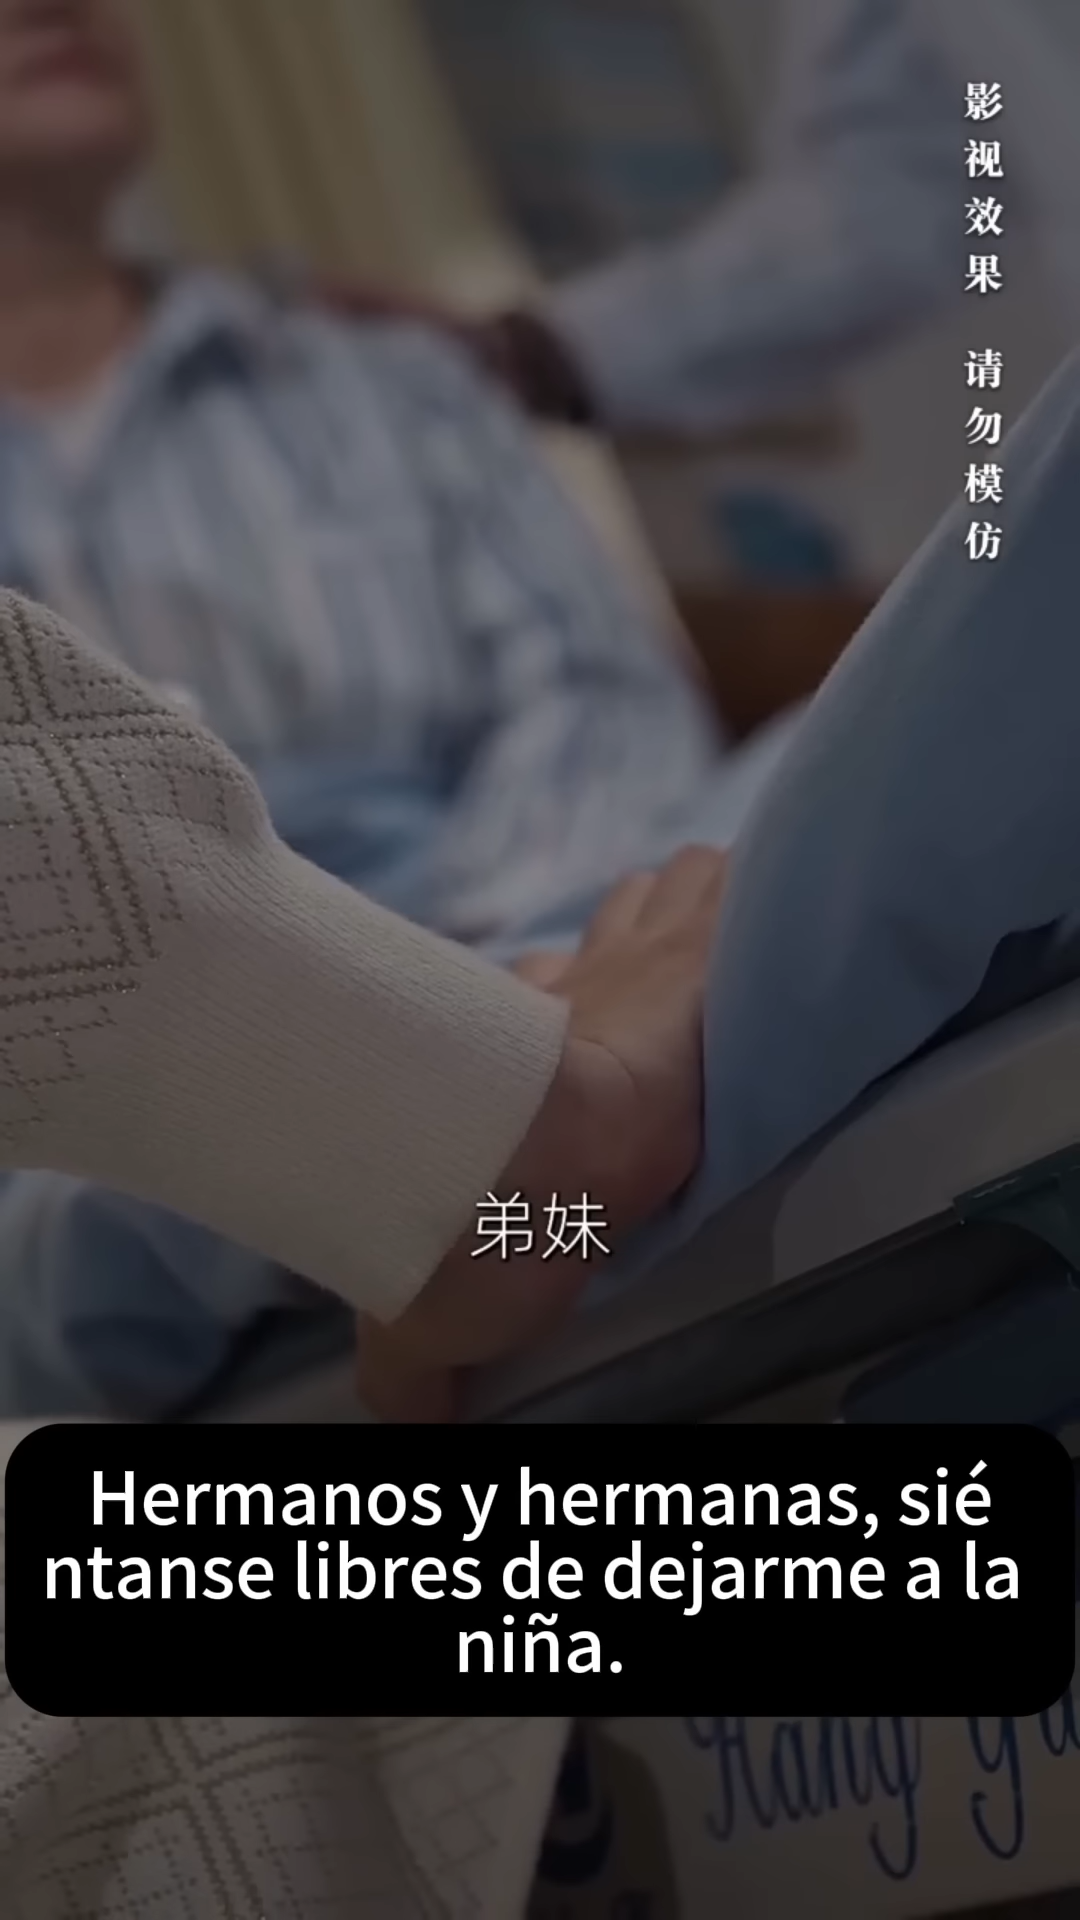 影视效果 请勿模仿
弟妹
Hermanos y hermanas, sié
ntanse libres de dejarme a la
niña.
Hang Y